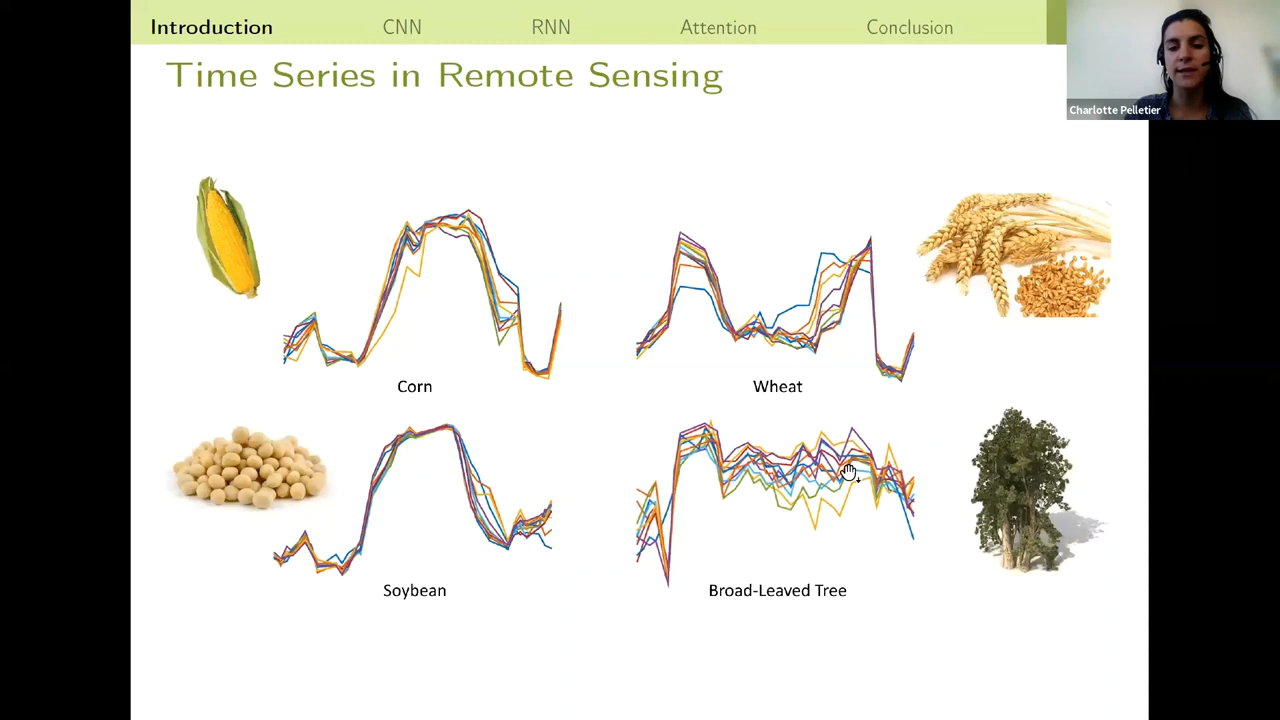 Introduction CNN RNN Attention Conclusion
Time Series in Remote Sensing
Charlotte Pelletier
Corn
Wheat
Soybean
Broad-Leaved Tree